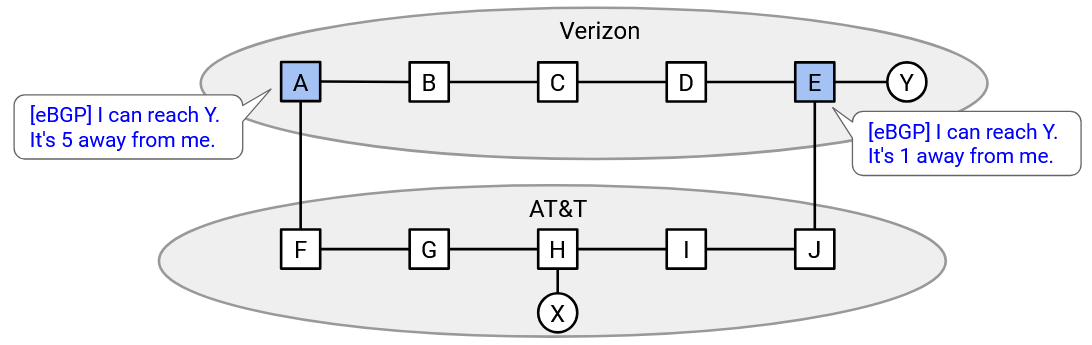 Verizon
A
B
C
D
E
Y
[eBGP] I can reach Y.
It's 5 away from me.
[eBGP] I can reach Y.
It's 1 away from me.
AT&T
F
G
H
I
J
X